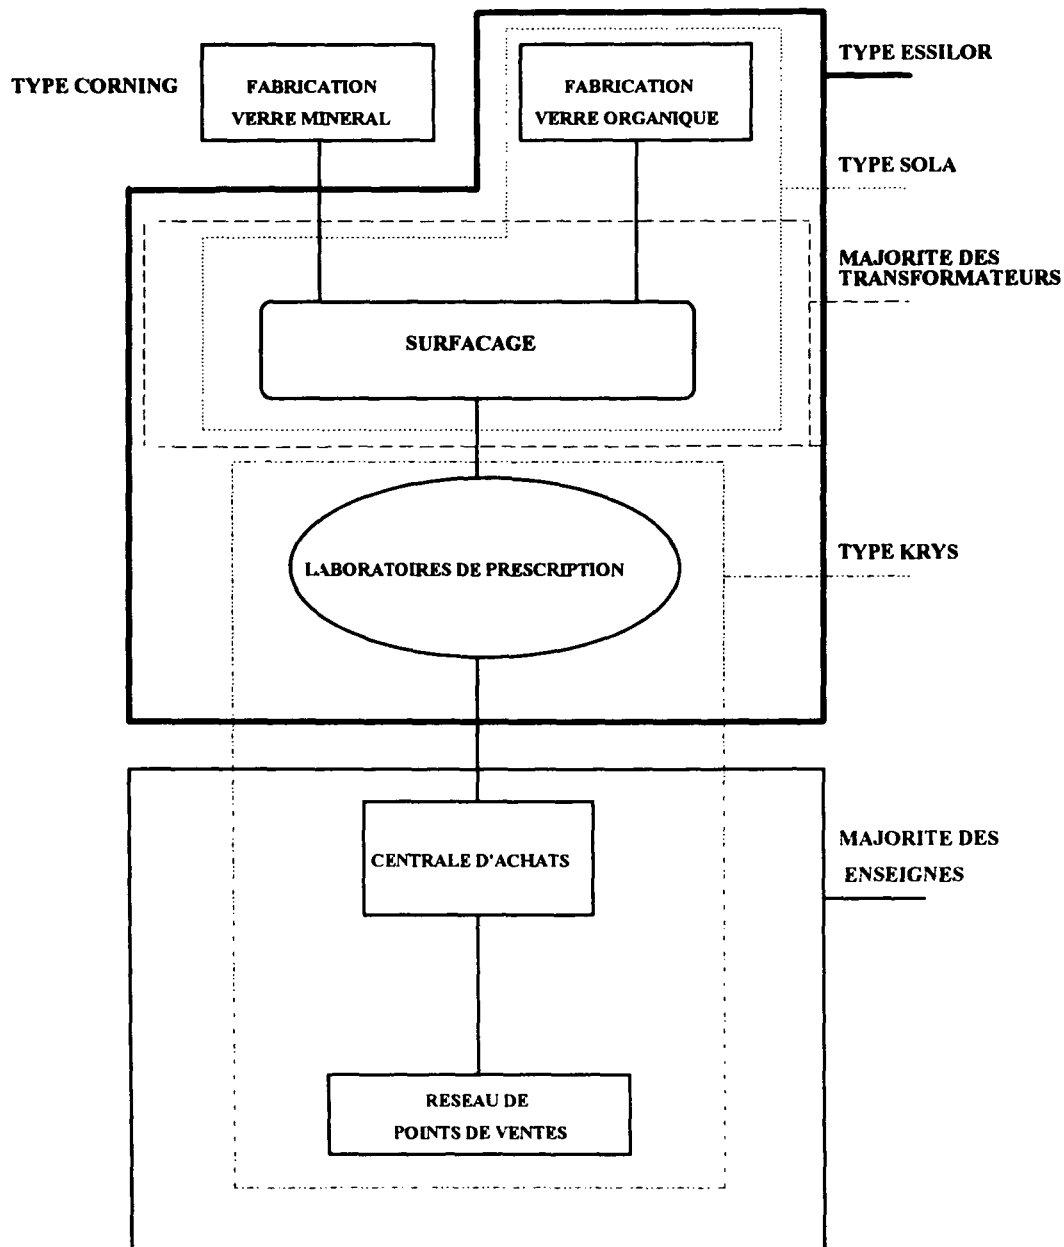 TYPE CORNING
FABRICATION
VERRE MINERAL
FABRICATION
VERRE ORGANIQUE
TYPE ESSILOR
TYPE SOLA
MAJORITE DES
TRANSFORMATEURS
SURFACAGE
TYPE KRYS
LABORATOIRES DE PRESCRIPTION
CENTRALE D'ACHATS
MAJORITE DES
ENSEIGNES
RESEAU DE
POINTS DE VENTES